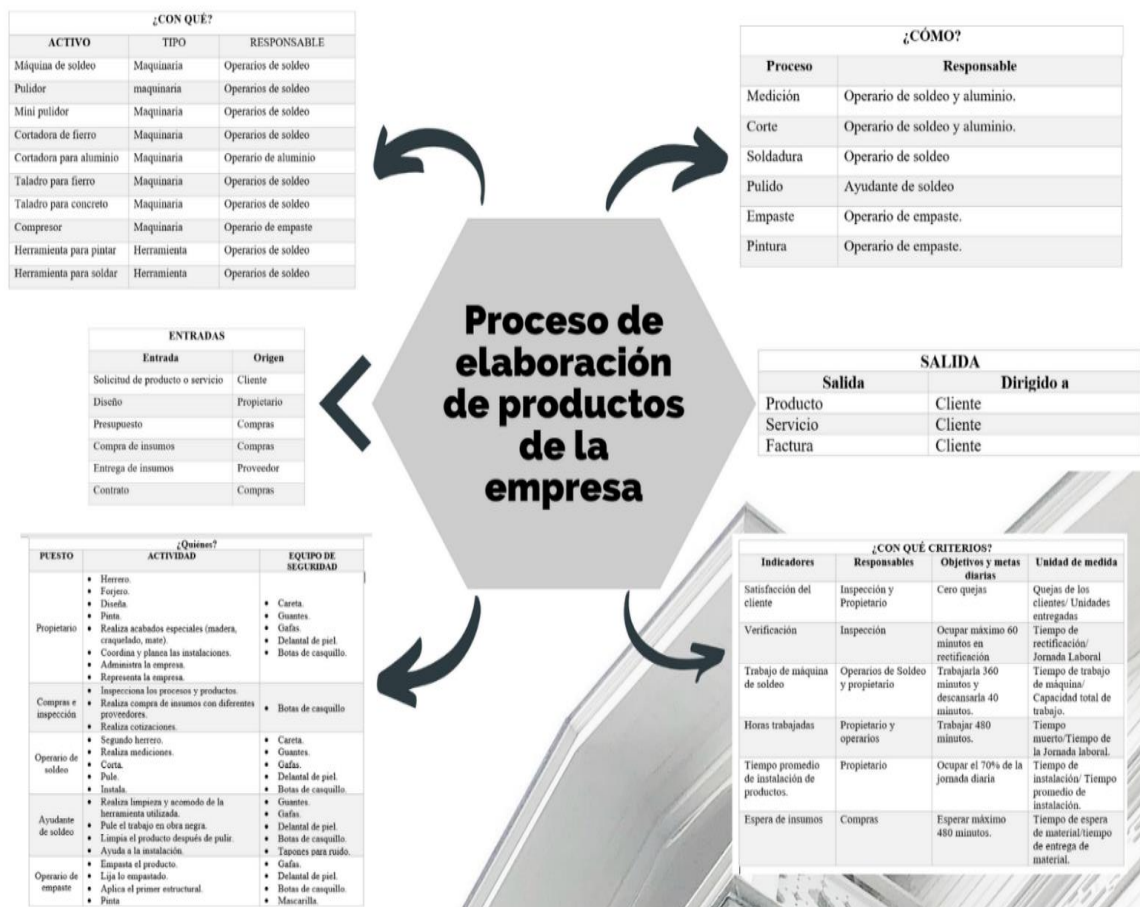 ¿CON QUÉ?
ACTIVO TIPO RESPONSABLE
Máquina de soldeo Maquinaria Operarios de soldeo
Pulidor maquinaria Operarios de soldeo
Mini pulidor Maquinaria Operarios de soldeo
Cortadora de fierro Maquinaria Operarios de soldeo
Cortadora para aluminio Maquinaria Operario de aluminio
Taladro para fierro Maquinaria Operarios de soldeo
Taladro para concreto Maquinaria Operarios de soldeo
Compresor Maquinaria Operario de empaste
Herramienta para pintar Herramienta Operarios de soldeo
Herramienta para soldar Herramienta Operarios de soldeo
¿CÓMO?
Proceso Responsable
Medición Operario de soldeo y aluminio.
Corte Operario de soldeo y aluminio.
Soldadura Operario de soldeo
Pulido Ayudante de soldeo
Empaste Operario de empaste.
Pintura Operario de empaste.
ENTRADAS
Entrada Origen
Solicitud de producto o servicio Cliente
Diseño Propietario
Presupuesto Compras
Compra de insumos Compras
Entrega de insumos Proveedor
Contrato Compras
Proceso de
elaboración
de productos
de la
empresa
SALIDA
Salida Dirigido a
Producto Cliente
Servicio Cliente
Factura Cliente
¿Quiénes?
PUESTO ACTIVIDAD EQUIPO DE
SEGURIDAD
Propietario
• Herrero.
• Forjero.
• Diseña.
• Pinta.
• Realiza acabados especiales (madera,
craquelado, mate).
• Coordina y planea las instalaciones.
• Administra la empresa.
• Representa la empresa.
• Careta.
• Guantes.
• Gafas.
• Delantal de piel.
• Botas de casquillo.
Compras e
inspección
• Inspecciona los procesos y productos.
• Realiza compra de insumos con diferentes
proveedores.
• Realiza cotizaciones.
• Botas de casquillo
Operario de
soldeo
• Segundo herrero.
• Realiza mediciones.
• Corta.
• Pule.
• Instala.
• Careta.
• Guantes.
• Gafas.
• Delantal de piel.
• Botas de casquillo.
Ayudante
de soldeo
• Realiza limpieza y acomodo de la
herramienta utilizada.
• Pule el trabajo en obra negra.
• Limpia el producto después de pulir.
• Ayuda a la instalación.
• Guantes.
• Gafas.
• Delantal de piel.
• Botas de casquillo.
• Tapones para ruido.
Operario de
empaste
• Empasta el producto.
• Lija lo empastado.
• Aplica el primer estructural.
• Pinta
• Gafas.
• Delantal de piel.
• Botas de casquillo.
• Mascarilla.
¿CON QUÉ CRITERIOS?
Indicadores Responsables Objetivos y metas Unidad de medida
diarias
Satisfacción del Inspección y Cero quejas Quejas de los
cliente Propietario clientes/ Unidades
entregadas
Verificación Inspección Ocupar máximo 60 Tiempo de
minutos en rectificación/
rectificación Jornada Laboral
Trabajo de máquina Operarios de Soldeo Trabajarla 360 Tiempo de trabajo
de soldeo y propietario minutos y de máquina/
descansarla 40 Capacidad total de
minutos. trabajo.
Horas trabajadas Propietario y Trabajar 480 Tiempo
operarios minutos. muerto/Tiempo de
la Jornada laboral.
Tiempo promedio Propietario Ocupar el 70% de la Tiempo de
de instalación de jornada diaria instalación/ Tiempo
productos. promedio de
instalación.
Espera de insumos Compras Esperar máximo Tiempo de espera
480 minutos. de material/tiempo
de entrega de
material.